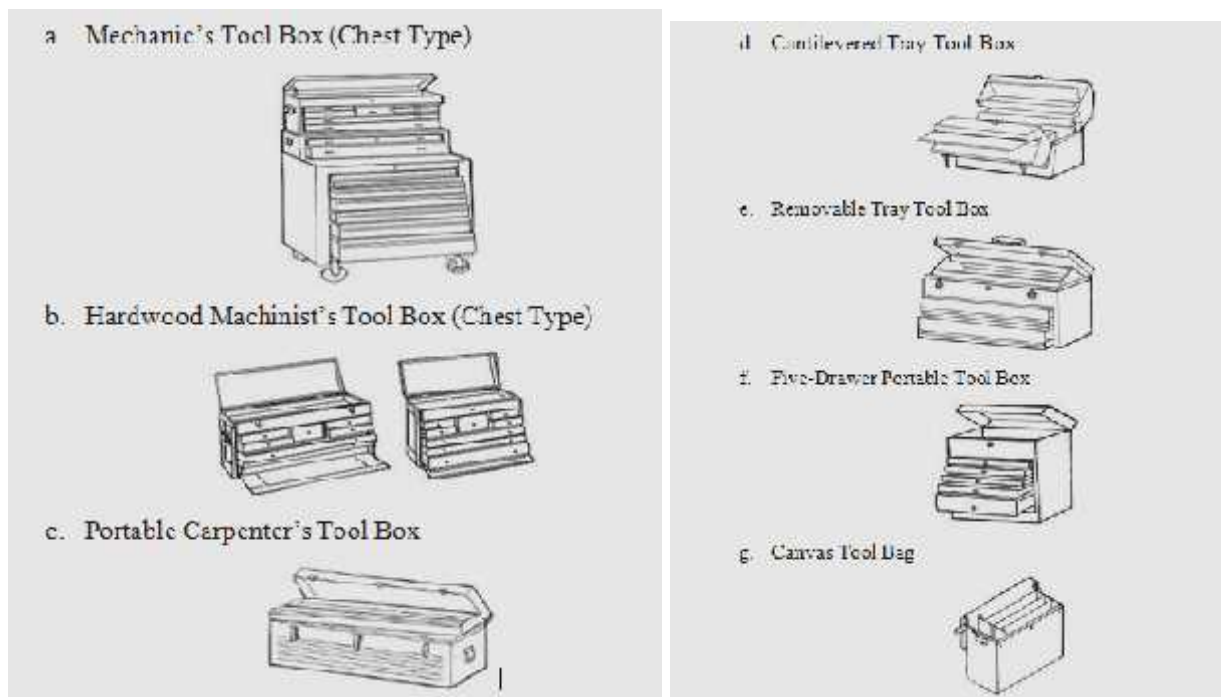 a Mechanic's Tool Box (Chest Type)
b. Hardwood Machinist's Tool Box (Chest Type)
c. Portable Carpenter's Tool Box
d. Cantilevered Tray Tool Box
e. Removable Tray Tool Box
f. Five-Drawer Portable Tool Box
g. Canvas Tool Bag